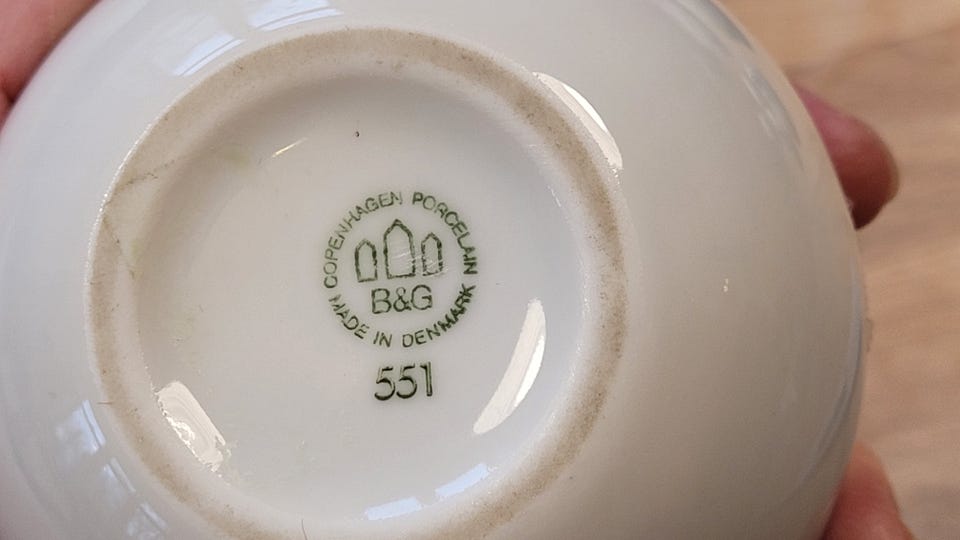 COPENHAGEN PORCELAIN
B&G
MADE IN DENMARK
551